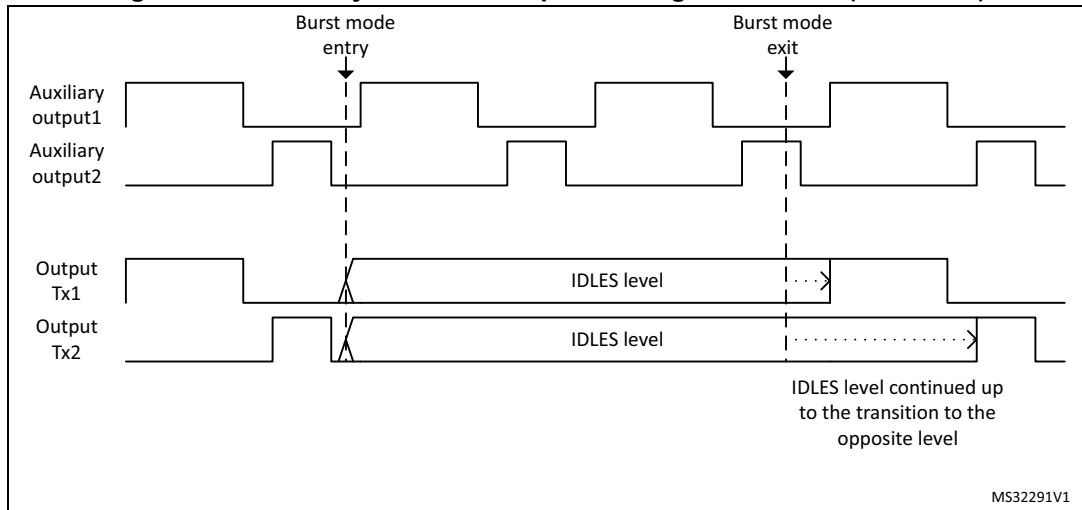 Burst mode
entry
Burst mode
exit
Auxiliary
output1
Auxiliary
output2
Output
Tx1
IDLES level
Output
Tx2
IDLES level
IDLES level continued up
to the transition to the
opposite level
MS32291V1